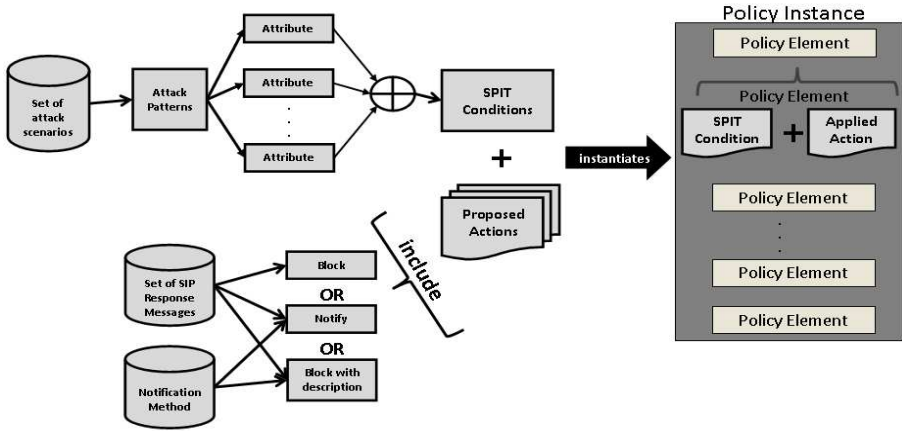 Policy Instance
Policy Element
Policy Element
SPIT
Condition
+
Applied
Action
Policy Element
.
.
Policy Element
Policy Element
Set of
attack
scenarios
Attack
Patterns
Attribute
Attribute
.
.
.
Attribute
SPIT
Conditions
+
Proposed
Actions
instantiates
include
Set of SIP
Response
Messages
Notification
Method
Block
OR
Notify
OR
Block with
description